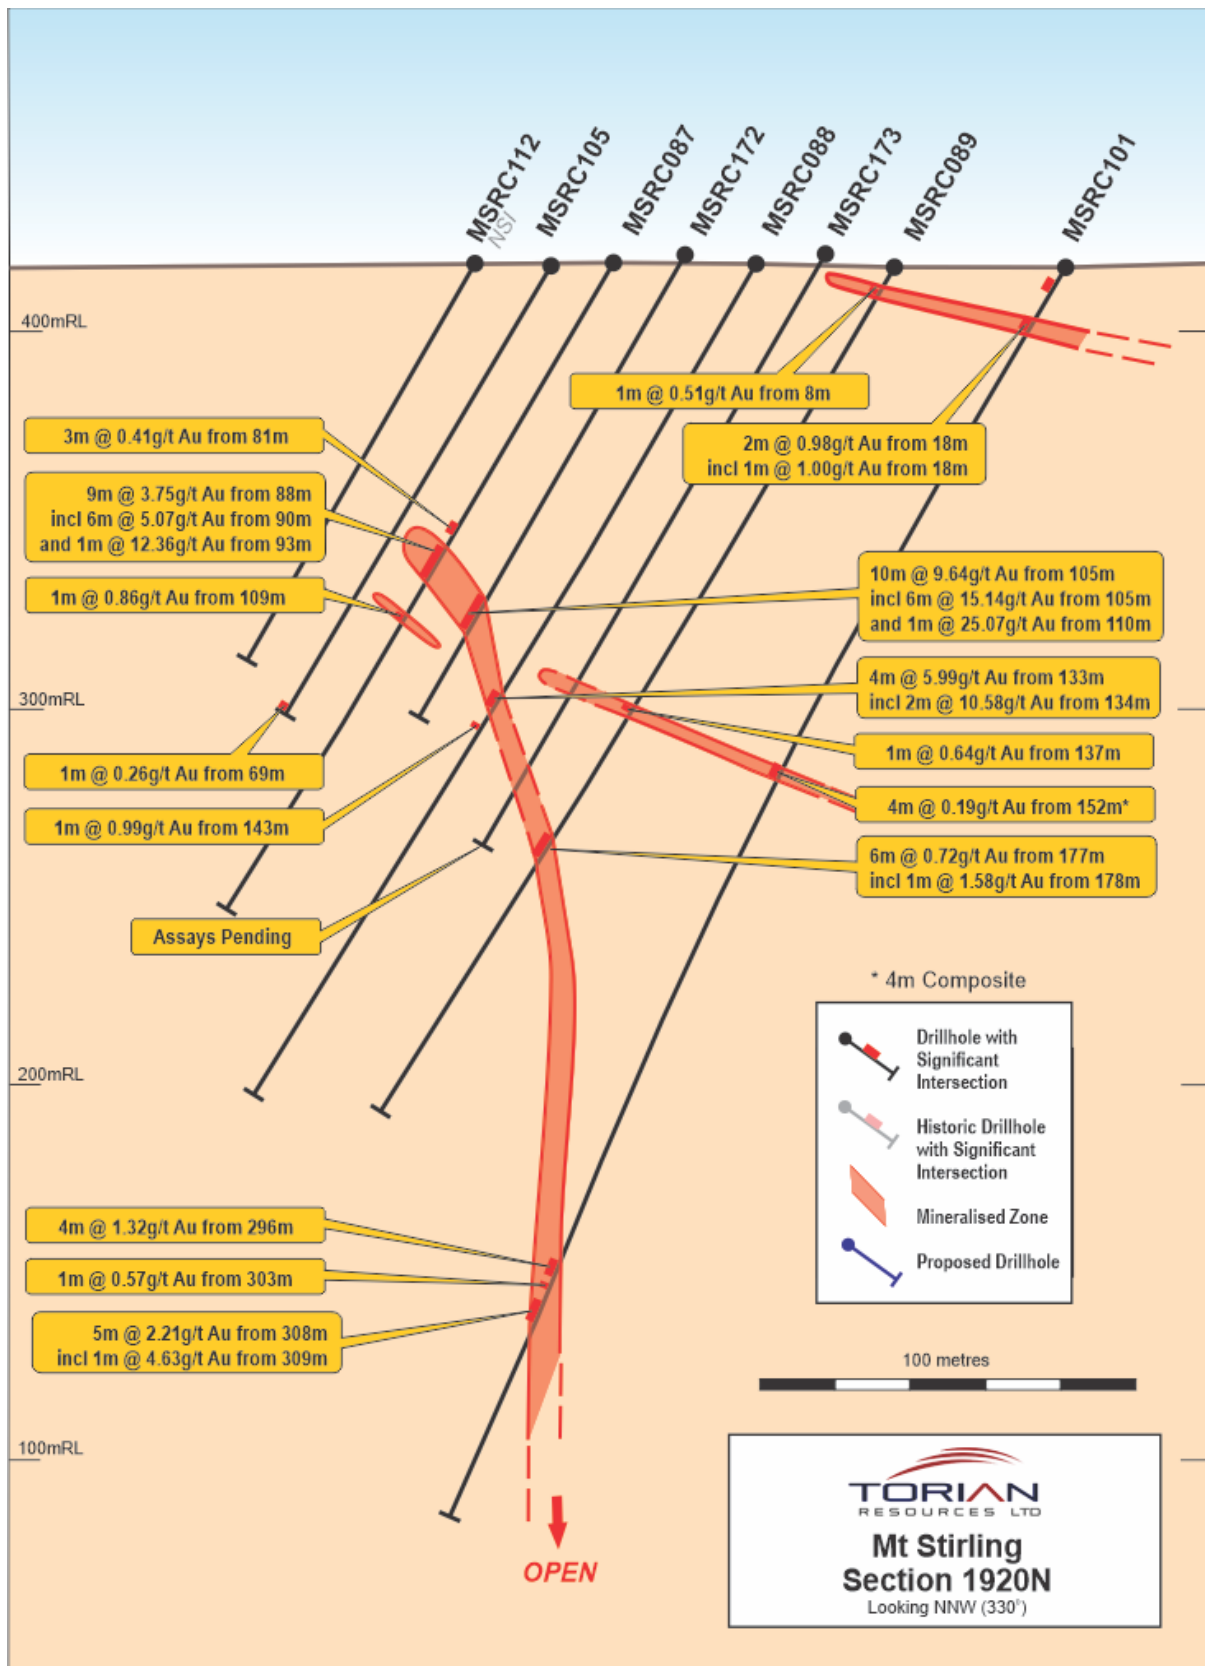 MSRC112
NSI
MSRC105
MSRC087
MSRC172
MSRC088
MSRC173
MSRC089
MSRC101
400mRL
1m @ 0.51g/t Au from 8m
2m @ 0.98g/t Au from 18m
incl 1m @ 1.00g/t Au from 18m
3m @ 0.41g/t Au from 81m
9m @ 3.75g/t Au from 88m
incl 6m @ 5.07g/t Au from 90m
and 1m @ 12.36g/t Au from 93m
1m @ 0.86g/t Au from 109m
10m @ 9.64g/t Au from 105m
incl 6m @ 15.14g/t Au from 105m
and 1m @ 25.07g/t Au from 110m
300mRL
4m @ 5.99g/t Au from 133m
incl 2m @ 10.58g/t Au from 134m
1m @ 0.64g/t Au from 137m
1m @ 0.26g/t Au from 69m
4m @ 0.19g/t Au from 152m*
1m @ 0.99g/t Au from 143m
6m @ 0.72g/t Au from 177m
incl 1m @ 1.58g/t Au from 178m
Assays Pending
* 4m Composite
Drillhole with
Significant
Intersection
Historic Drillhole
with Significant
Intersection
Mineralised Zone
Proposed Drillhole
200mRL
4m @ 1.32g/t Au from 296m
1m @ 0.57g/t Au from 303m
5m @ 2.21g/t Au from 308m
incl 1m @ 4.63g/t Au from 309m
100 metres
100mRL
OPEN
TORIAN
RESOURCES LTD
Mt Stirling
Section 1920N
Looking NNW (330°)